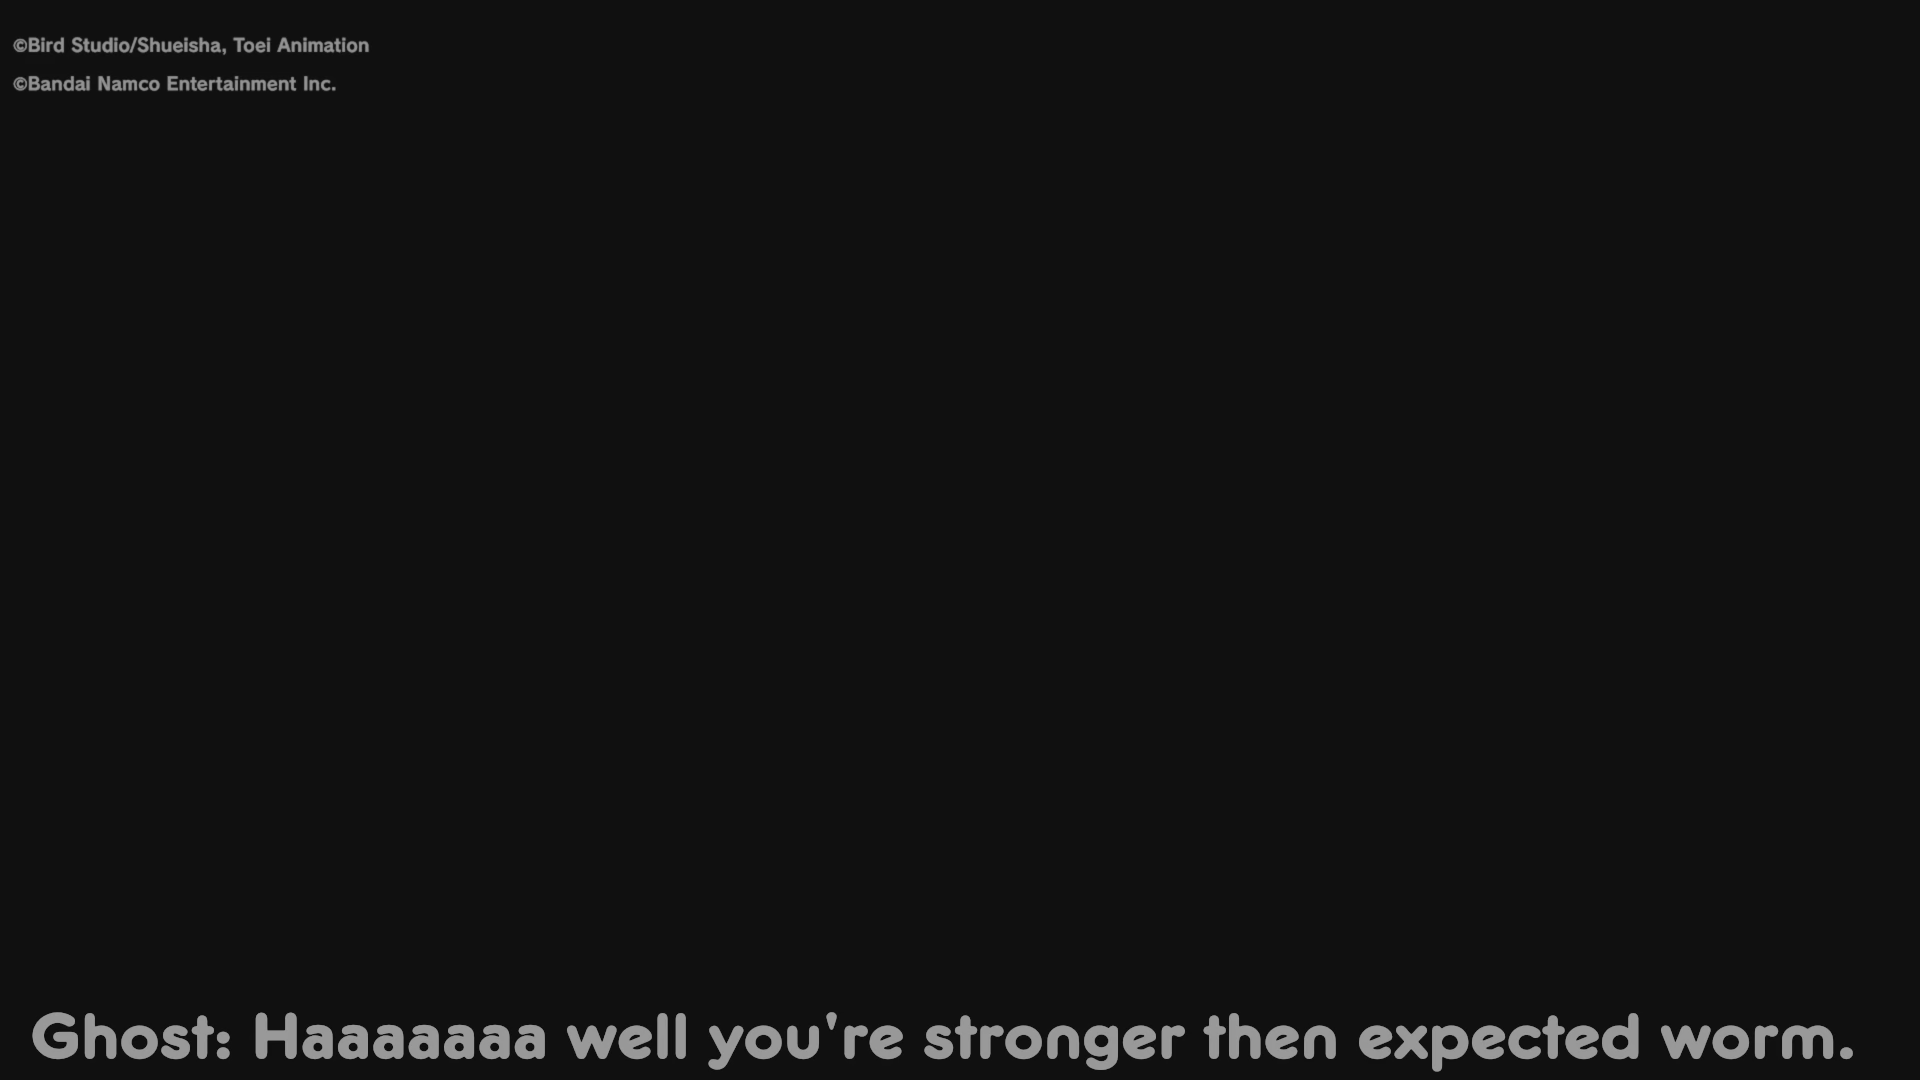 ©Bird Studio/Shueisha, Toei Animation
©Bandai Namco Entertainment Inc.
Ghost: Haaaaaaa well you're stronger then expected worm.